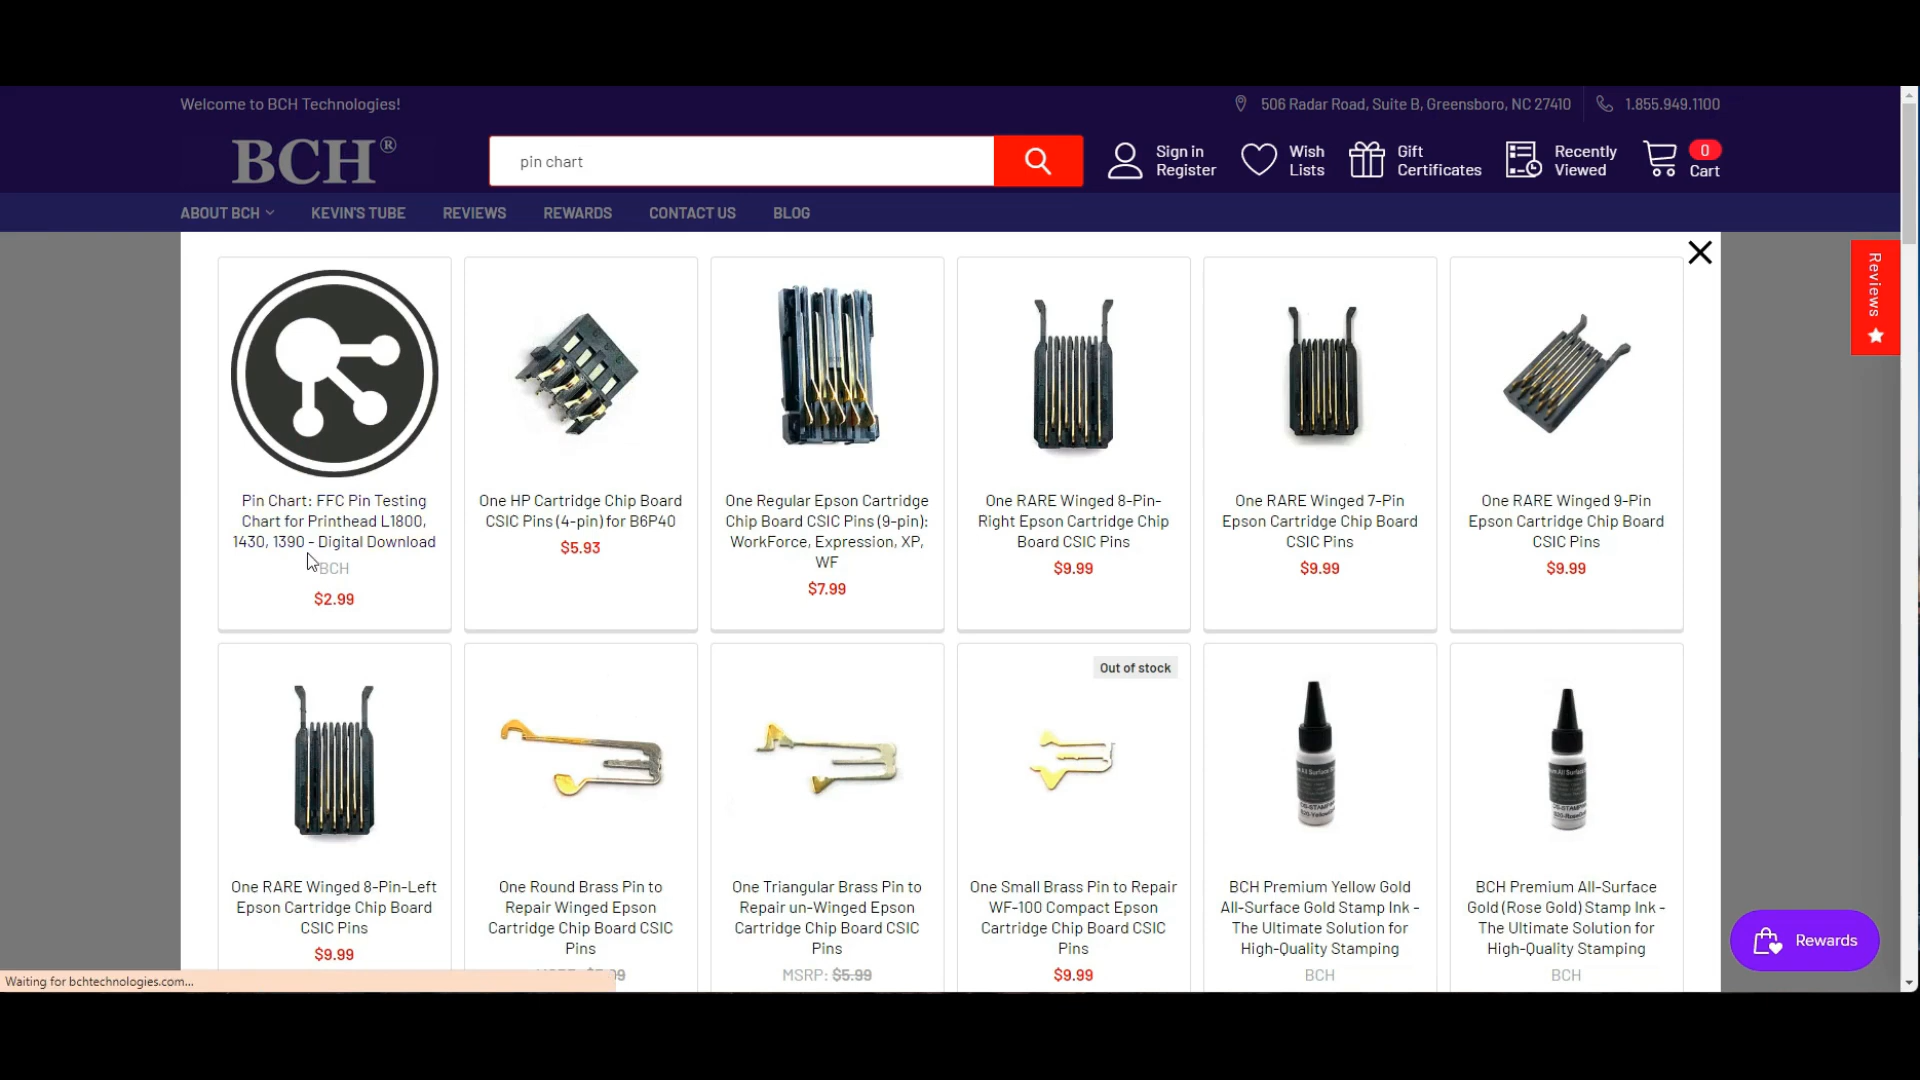 Welcome to BCH Technologies!
506 Radar Road, Suite B, Greensboro, NC 27410
1.855.949.1100
BCH®
pin chart
Sign in
Register
Wish
Lists
Gift
Certificates
Recently
Viewed
0
Cart
ABOUT BCH
KEVIN'S TUBE
REVIEWS
REWARDS
CONTACT US
BLOG
Reviews
Pin Chart: FFC Pin Testing
Chart for Printhead L1800,
1430, 1390 - Digital Download
BCH
$2.99
One HP Cartridge Chip Board
CSIC Pins (4-pin) for B6P40
$5.93
One Regular Epson Cartridge
Chip Board CSIC Pins (9-pin):
WorkForce, Expression, XP,
WF
$7.99
One RARE Winged 8-Pin-
Right Epson Cartridge Chip
Board CSIC Pins
$9.99
One RARE Winged 7-Pin
Epson Cartridge Chip Board
CSIC Pins
$9.99
One RARE Winged 9-Pin
Epson Cartridge Chip Board
CSIC Pins
$9.99
One RARE Winged 8-Pin-Left
Epson Cartridge Chip Board
CSIC Pins
$9.99
One Round Brass Pin to
Repair Winged Epson
Cartridge Chip Board CSIC
Pins
One Triangular Brass Pin to
Repair un-Winged Epson
Cartridge Chip Board CSIC
Pins
MSRP: $5.99
Out of stock
One Small Brass Pin to Repair
WF-100 Compact Epson
Cartridge Chip Board CSIC
Pins
$9.99
BCH Premium Yellow Gold
All-Surface Gold Stamp Ink -
The Ultimate Solution for
High-Quality Stamping
BCH
BCH Premium All-Surface
Gold (Rose Gold) Stamp Ink -
The Ultimate Solution for
High-Quality Stamping
BCH
Rewards
Waiting for bchtechnologies.com...